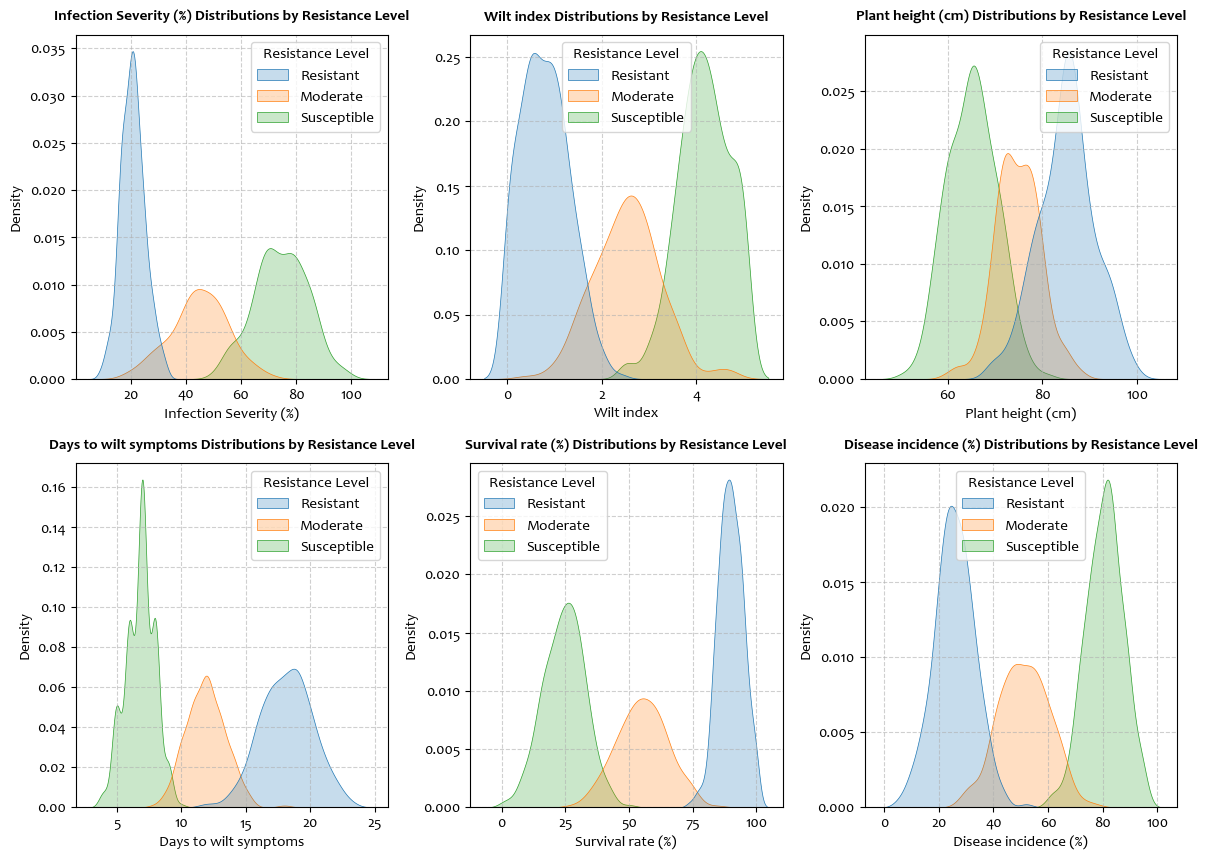 Infection Severity (%) Distributions by Resistance Level
0.035
0.030
0.025
0.020
0.015
0.010
0.005
0.000
Density
20
40
60
80
100
Infection Severity (%)
Resistance Level
Resistant
Moderate
Susceptible
Wilt index Distributions by Resistance Level
0.25
0.20
0.15
0.10
0.05
0.00
Density
0
2
4
Wilt index
Resistance Level
Resistant
Moderate
Susceptible
Plant height (cm) Distributions by Resistance Level
0.025
0.020
0.015
0.010
0.005
0.000
Density
60
80
100
Plant height (cm)
Resistance Level
Resistant
Moderate
Susceptible
Days to wilt symptoms Distributions by Resistance Level
0.16
0.14
0.12
0.10
0.08
0.06
0.04
0.02
0.00
Density
5
10
15
20
25
Days to wilt symptoms
Resistance Level
Resistant
Moderate
Susceptible
Survival rate (%) Distributions by Resistance Level
0.025
0.020
0.015
0.010
0.005
0.000
Density
0
25
50
75
100
Survival rate (%)
Resistance Level
Resistant
Moderate
Susceptible
Disease incidence (%) Distributions by Resistance Level
0.020
0.015
0.010
0.005
0.000
Density
0
20
40
60
80
100
Disease incidence (%)
Resistance Level
Resistant
Moderate
Susceptible